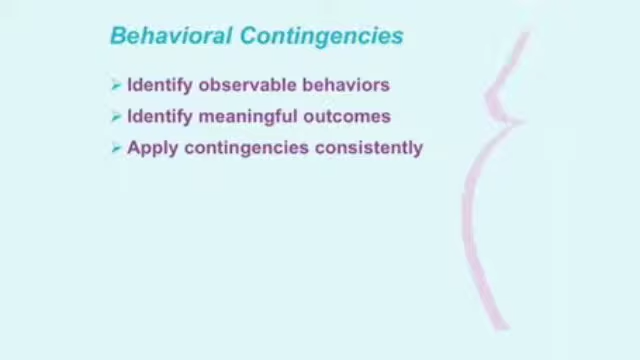 Behavioral Contingencies
Identify observable behaviors
Identify meaningful outcomes
Apply contingencies consistently